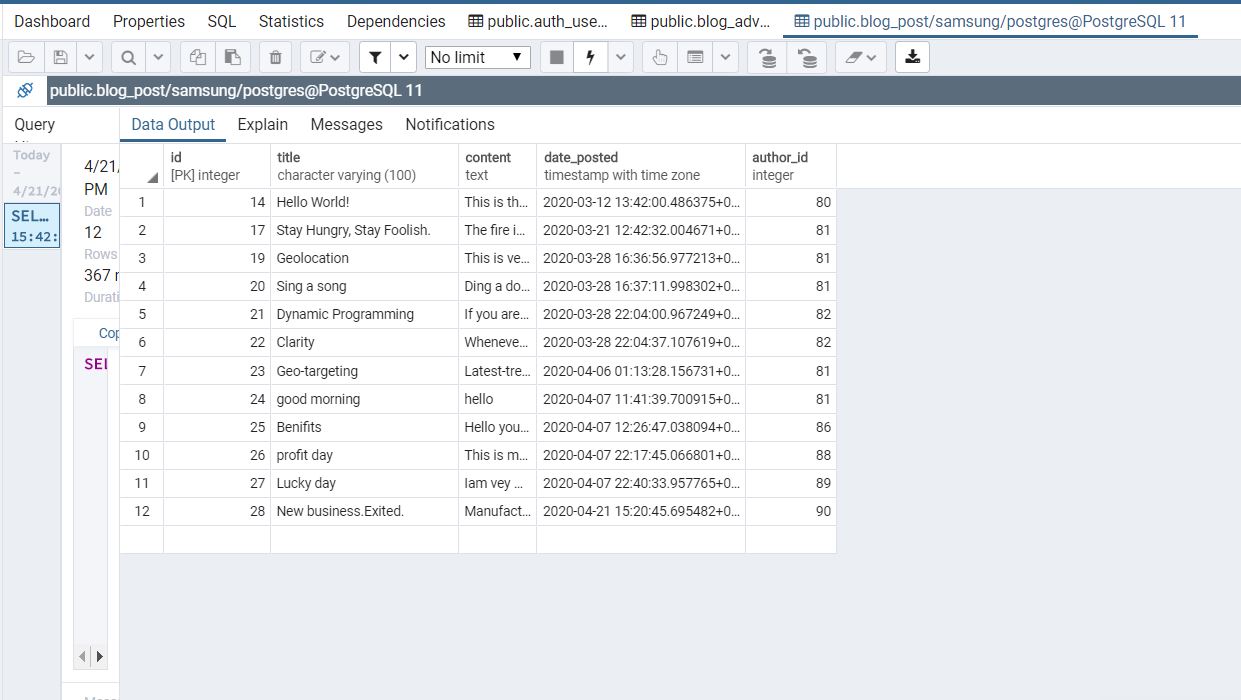 Dashboard Properties SQL Statistics Dependencies public.auth_use... public.blog_adv... public.blog_post/samsung/postgres@PostgreSQL 11
No limit
public.blog_post/samsung/postgres@PostgreSQL 11
Query
Data Output Explain Messages Notifications
Today
-
4/21/20
SEL...
15:42:
4/21/
PM
Date
12
Rows
367
Durati
Cop
SEL
id title content date_posted author_id
[PK] integer character varying (100) text timestamp with time zone integer
1 14 Hello World! This is th... 2020-03-12 13:42:00.486375+0... 80
2 17 Stay Hungry, Stay Foolish. The fire i... 2020-03-21 12:42:32.004671+0... 81
3 19 Geolocation This is ve... 2020-03-28 16:36:56.977213+0... 81
4 20 Sing a song Ding a do... 2020-03-28 16:37:11.998302+0... 81
5 21 Dynamic Programming If you are... 2020-03-28 22:04:00.967249+0... 82
6 22 Clarity Wheneve... 2020-03-28 22:04:37.107619+0... 82
7 23 Geo-targeting Latest-tre... 2020-04-06 01:13:28.156731+0... 81
8 24 good morning hello 2020-04-07 11:41:39.700915+0... 81
9 25 Benifits Hello you... 2020-04-07 12:26:47.038094+0... 86
10 26 profit day This is m... 2020-04-07 22:17:45.066801+0... 88
11 27 Lucky day Iam vey ... 2020-04-07 22:40:33.957765+0... 89
12 28 New business.Exited. Manufact... 2020-04-21 15:20:45.695482+0... 90